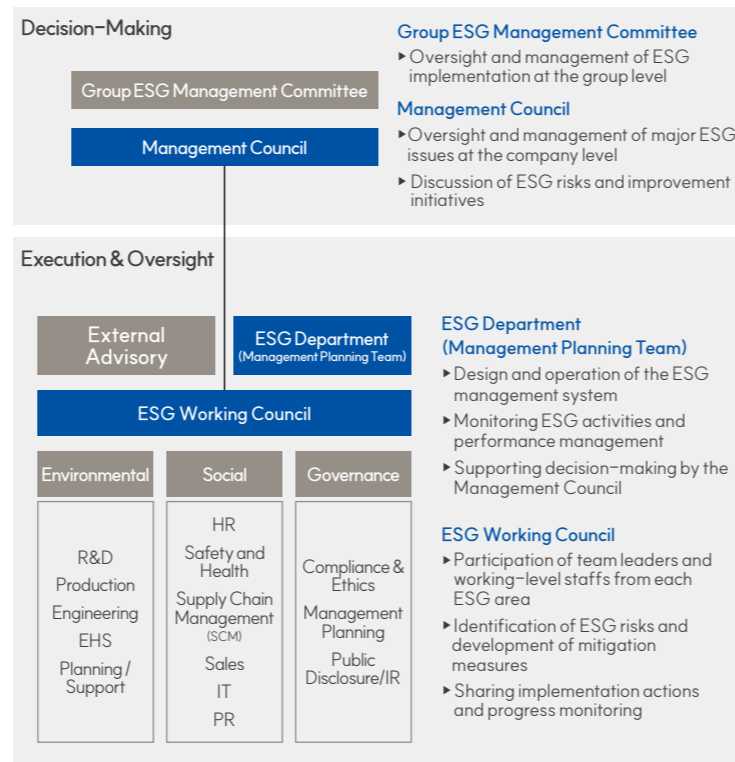 Decision-Making
Group ESG Management Committee
Management Council
Group ESG Management Committee
▶ Oversight and management of ESG
implementation at the group level
Management Council
▶ Oversight and management of major ESG
issues at the company level
▶ Discussion of ESG risks and improvement
initiatives
Execution & Oversight
External
Advisory
ESG Department
(Management Planning Team)
ESG Working Council
Environmental
R&D
Production
Engineering
EHS
Planning /
Support
Social
HR
Safety and
Health
Supply Chain
Management
(SCM)
Sales
IT
PR
Governance
Compliance &
Ethics
Management
Planning
Public
Disclosure/IR
ESG Department
(Management Planning Team)
▶ Design and operation of the ESG
management system
▶ Monitoring ESG activities and
performance management
▶ Supporting decision-making by the
Management Council
ESG Working Council
▶ Participation of team leaders and
working-level staffs from each
ESG area
▶ Identification of ESG risks and
development of mitigation
measures
▶ Sharing implementation actions
and progress monitoring